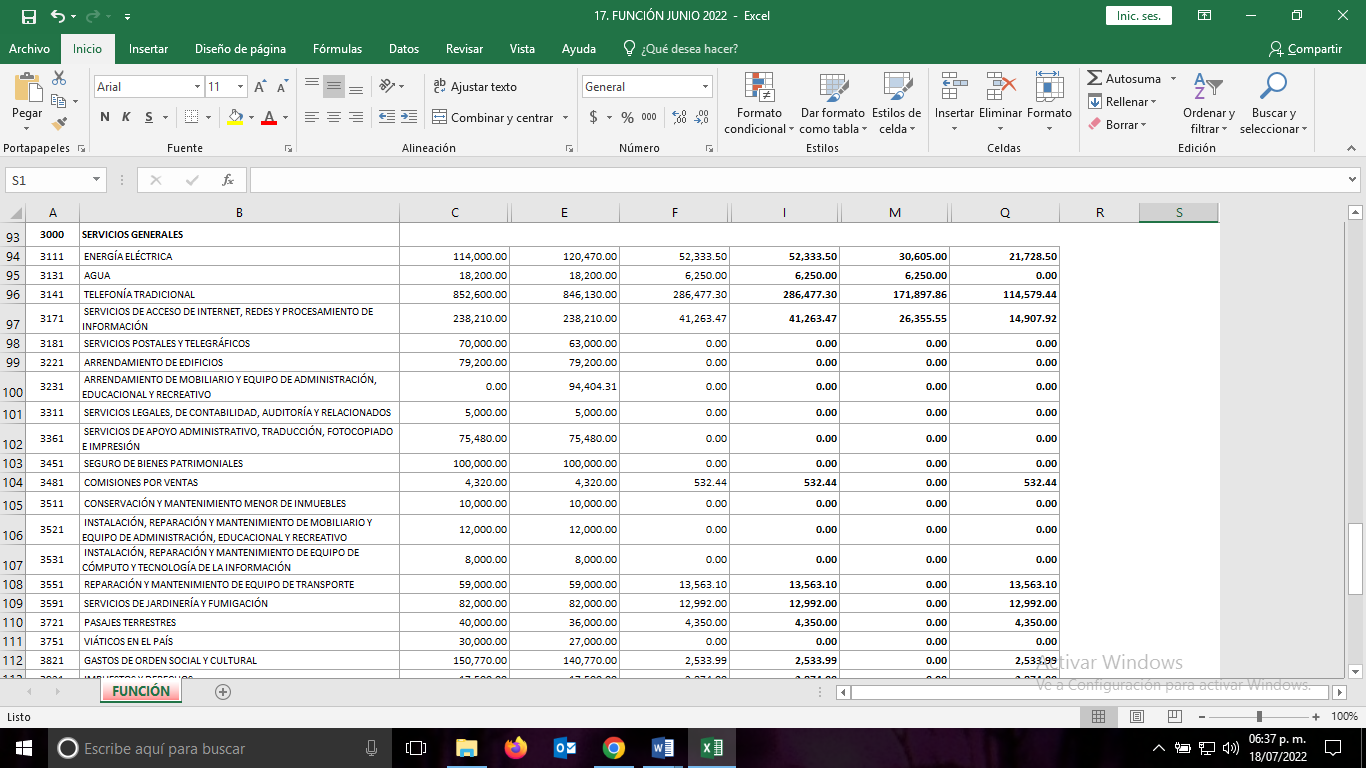 17. FUNCIÓN JUNIO 2022 - Excel
Inic. ses.
Archivo Inicio Insertar Diseño de página Fórmulas Datos Revisar Vista Ayuda ¿Qué desea hacer? Compartir
Arial 11 Ajustar texto General Autosuma
Pegar Formato condicional Dar formato como tabla Estilos de celda Insertar Eliminar Formato Rellenar Ordenar y filtrar Buscar y seleccionar
N K S Combinar y centrar $ % 000 Borrar
Portapapeles Fuente Alineación Número Estilos Celdas Edición
S1 fx
A B C E F I M Q R S
93 3000 SERVICIOS GENERALES
94 3111 ENERGÍA ELÉCTRICA 114,000.00 120,470.00 52,333.50 52,333.50 30,605.00 21,728.50
95 3131 AGUA 18,200.00 18,200.00 6,250.00 6,250.00 6,250.00 0.00
96 3141 TELEFONÍA TRADICIONAL 852,600.00 846,130.00 286,477.30 286,477.30 171,897.86 114,579.44
97 3171 SERVICIOS DE ACCESO DE INTERNET, REDES Y PROCESAMIENTO DE
INFORMACIÓN 238,210.00 238,210.00 41,263.47 41,263.47 26,355.55 14,907.92
98 3181 SERVICIOS POSTALES Y TELEGRÁFICOS 70,000.00 63,000.00 0.00 0.00 0.00 0.00
99 3221 ARRENDAMIENTO DE EDIFICIOS 79,200.00 79,200.00 0.00 0.00 0.00 0.00
100 3231 ARRENDAMIENTO DE MOBILIARIO Y EQUIPO DE ADMINISTRACIÓN,
EDUCACIONAL Y RECREATIVO 0.00 94,404.31 0.00 0.00 0.00 0.00
101 3311 SERVICIOS LEGALES, DE CONTABILIDAD, AUDITORÍA Y RELACIONADOS 5,000.00 5,000.00 0.00 0.00 0.00 0.00
102 3361 SERVICIOS DE APOYO ADMINISTRATIVO, TRADUCCIÓN, FOTOCOPIADO
E IMPRESIÓN 75,480.00 75,480.00 0.00 0.00 0.00 0.00
103 3451 SEGURO DE BIENES PATRIMONIALES 100,000.00 100,000.00 0.00 0.00 0.00 0.00
104 3481 COMISIONES POR VENTAS 4,320.00 4,320.00 532.44 532.44 0.00 532.44
105 3511 CONSERVACIÓN Y MANTENIMIENTO MENOR DE INMUEBLES 10,000.00 10,000.00 0.00 0.00 0.00 0.00
106 3521 INSTALACIÓN, REPARACIÓN Y MANTENIMIENTO DE MOBILIARIO Y
EQUIPO DE ADMINISTRACIÓN, EDUCACIONAL Y RECREATIVO 12,000.00 12,000.00 0.00 0.00 0.00 0.00
107 3531 INSTALACIÓN, REPARACIÓN Y MANTENIMIENTO DE EQUIPO DE
CÓMPUTO Y TECNOLOGÍA DE LA INFORMACIÓN 8,000.00 8,000.00 0.00 0.00 0.00 0.00
108 3551 REPARACIÓN Y MANTENIMIENTO DE EQUIPO DE TRANSPORTE 59,000.00 59,000.00 13,563.10 13,563.10 0.00 13,563.10
109 3591 SERVICIOS DE JARDINERÍA Y FUMIGACIÓN 82,000.00 82,000.00 12,992.00 12,992.00 0.00 12,992.00
110 3721 PASAJES TERRESTRES 40,000.00 36,000.00 4,350.00 4,350.00 0.00 4,350.00
111 3751 VIÁTICOS EN EL PAÍS 30,000.00 27,000.00 0.00 0.00 0.00 0.00
112 3821 GASTOS DE ORDEN SOCIAL Y CULTURAL 150,770.00 140,770.00 2,533.99 2,533.99 0.00 2,533.99
Activar Windows
Ve a Configuración para activar Windows.
FUNCIÓN
Listo 100%
Escribe aquí para buscar
06:37 p. m.
18/07/2022